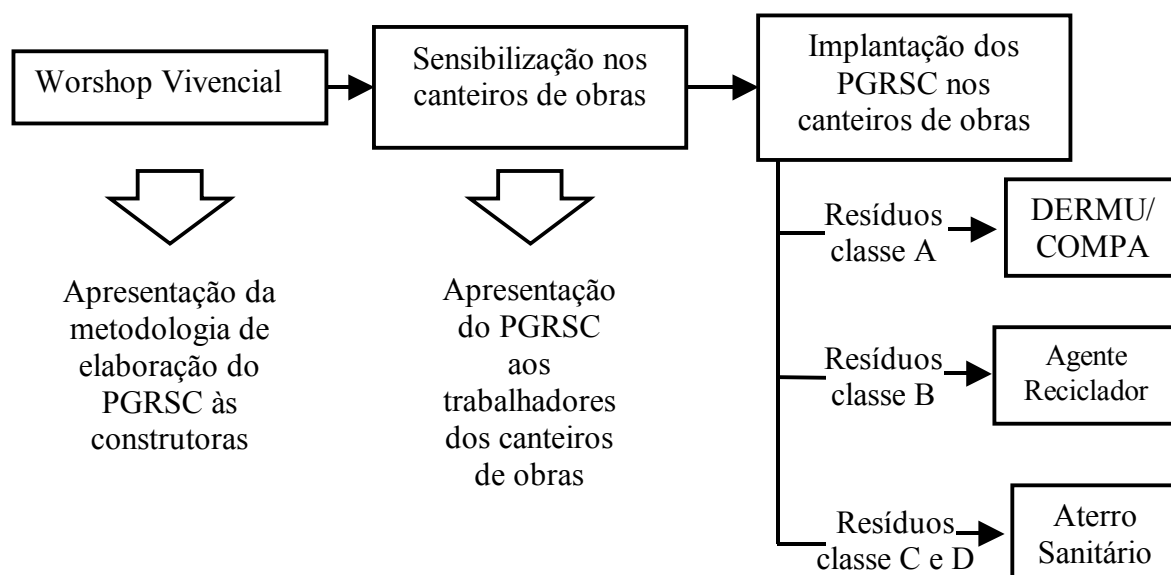 Worshop Vivencial
Sensibilização nos
canteiros de obras
Implantação dos
PGRSC nos
canteiros de obras
Apresentação da
metodologia de
elaboração do
PGRSC às
construtoras
Apresentação
do PGRSC
aos
trabalhadores
dos canteiros
de obras
Resíduos
classe A
DERMU/
COMPA
Resíduos
classe B
Agente
Reciclador
Resíduos
classe C e D
Aterro
Sanitário